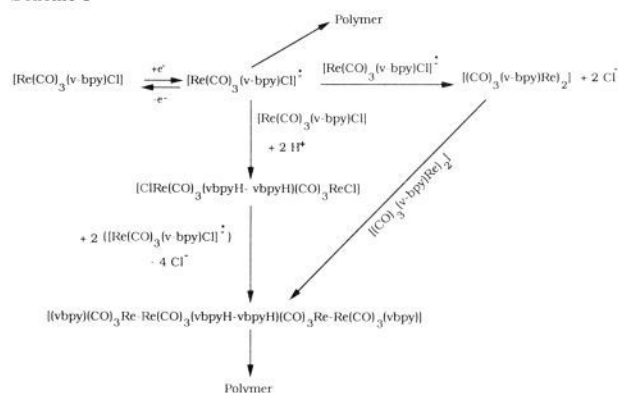 Polymer
[Re(CO)3(v-bpy)Cl] +e- -e- [Re(CO)3(v-bpy)Cl]•- [Re(CO)3(v-bpy)Cl]•- [(CO)3(v-bpy)Re)2] + 2 Cl-
[Re(CO)3(v-bpy)Cl]
+ 2 H+
[ClRe(CO)3(vbpyH- vbpyH)(CO)3ReCl]
[(CO)3(v-bpy)Re)2]
+ 2 ([Re(CO)3(v-bpy)Cl]•-)
- 4 Cl-
[(vbpy)(CO)3Re-Re(CO)3(vbpyH-vbpyH)(CO)3Re-Re(CO)3(vbpy)]
Polymer